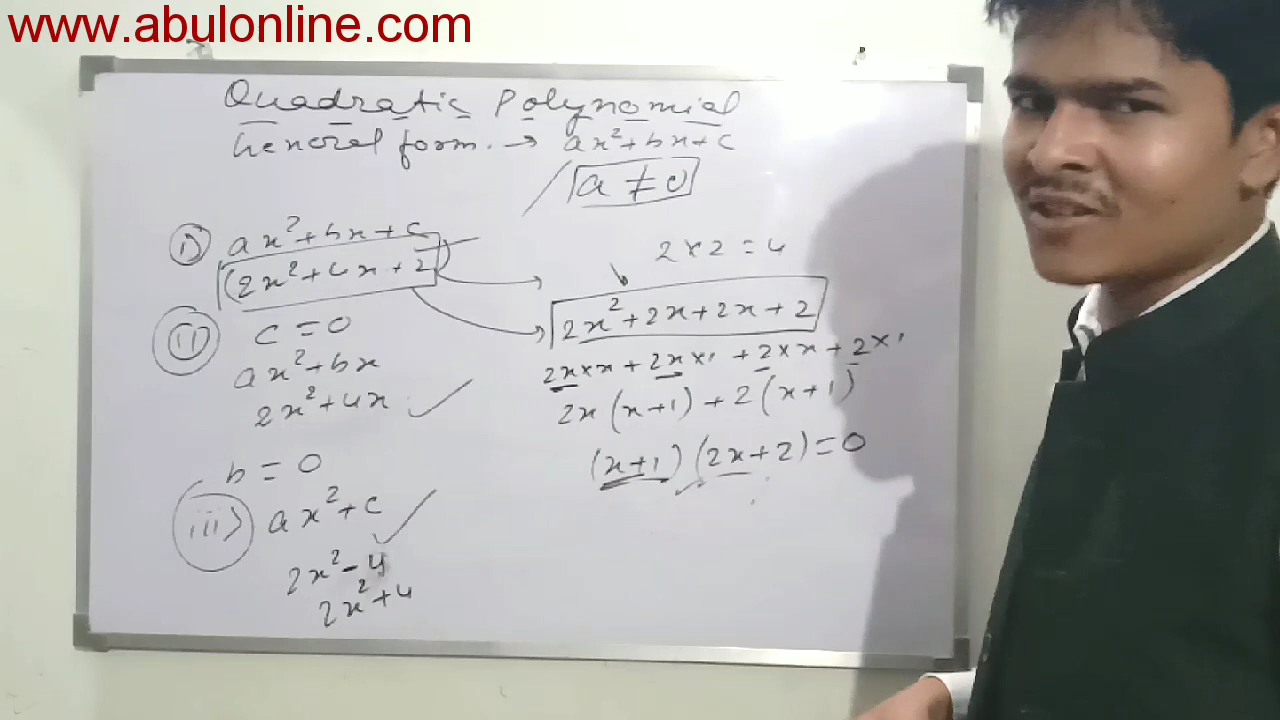 www.abulonline.com
Quadratic Polynomial
General form. → ax²+bx+c
a ≠ 0
i) ax²+bx+c
(2x²+4x+2)
ii) c = 0
ax²+bx
2x²+4x
b = 0
iii) ax²+c
2x²-4
2x²+4
2×2=4
2x²+2x+2x+2
2x×x+2x×1+2×x+2×1
2x(x+1)+2(x+1)
(x+1)(2x+2)=0